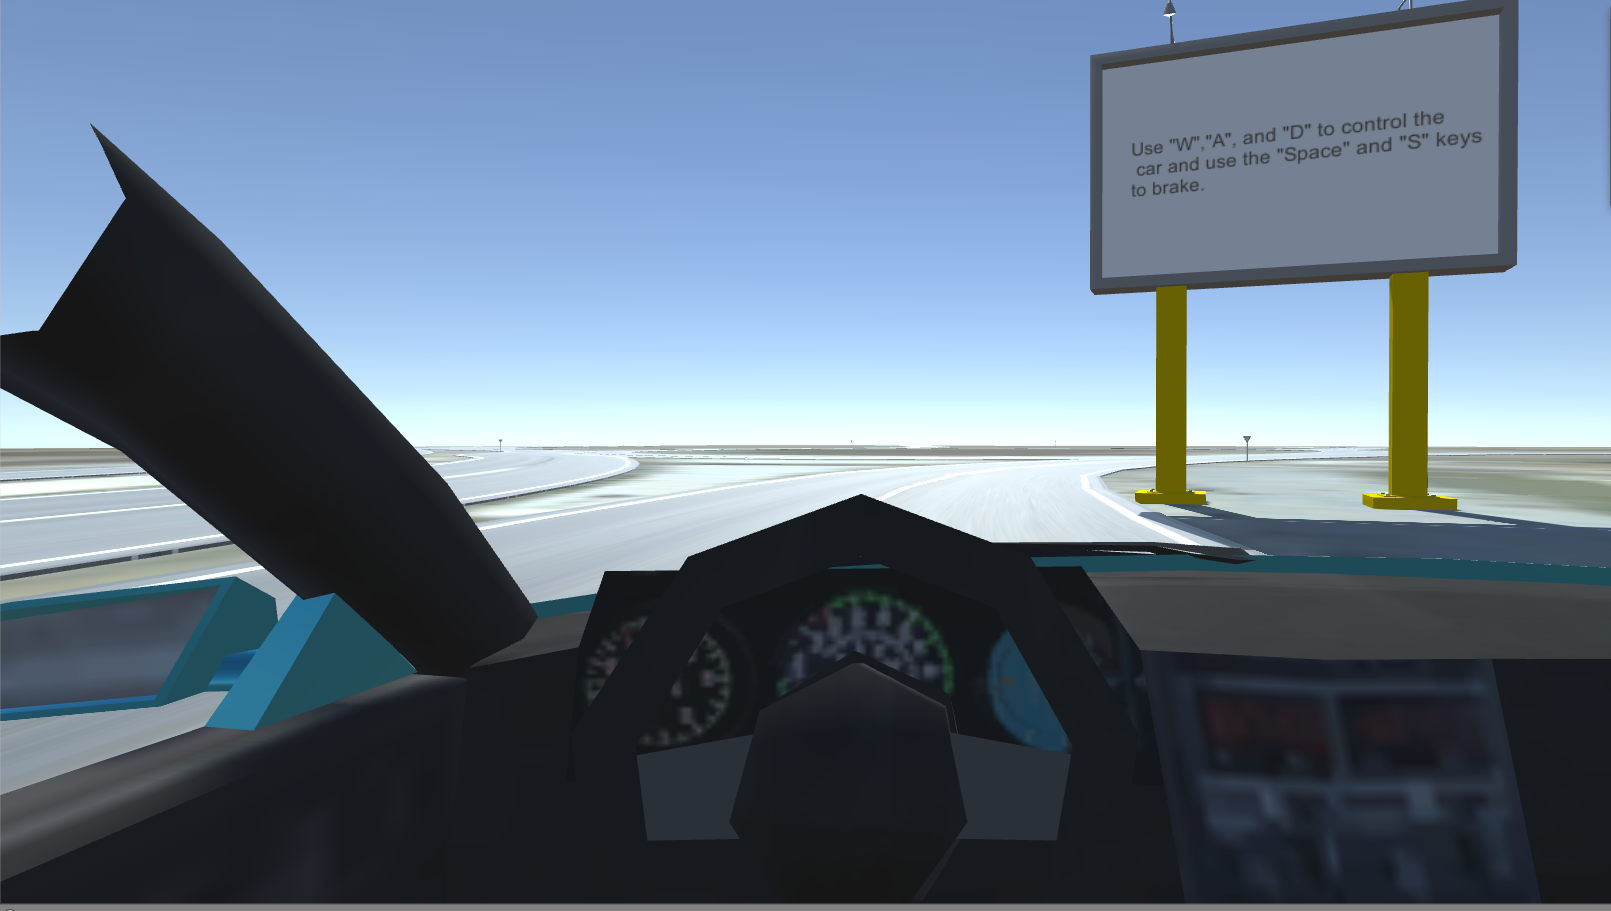 Use "W","A", and "D" to control the
car and use the "Space" and "S" keys
to brake.